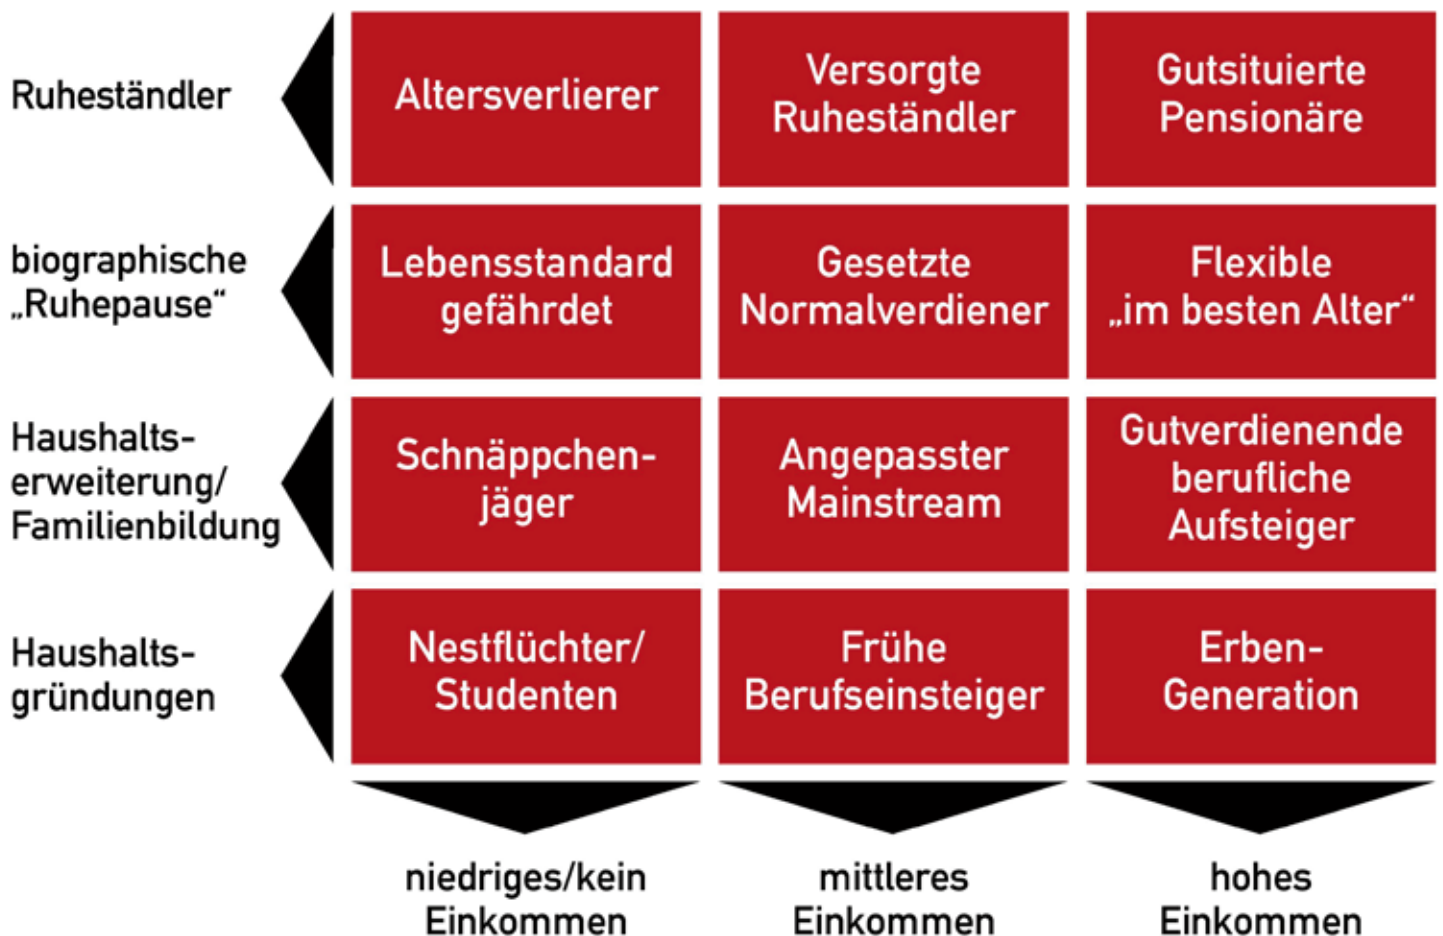 Ruheständler
Altersverlierer
Versorgte
Ruheständler
Gutsituierte
Pensionäre
biographische
„Ruhepause“
Lebensstandard
gefährdet
Gesetzte
Normalverdiener
Flexible
„im besten Alter“
Haushalts-
erweiterung/
Familienbildung
Schnäppchen-
jäger
Angepasster
Mainstream
Gutverdienende
berufliche
Aufsteiger
Haushalts-
gründungen
Nestflüchter/
Studenten
Frühe
Berufseinsteiger
Erben-
Generation
niedriges/kein
Einkommen
mittleres
Einkommen
hohes
Einkommen